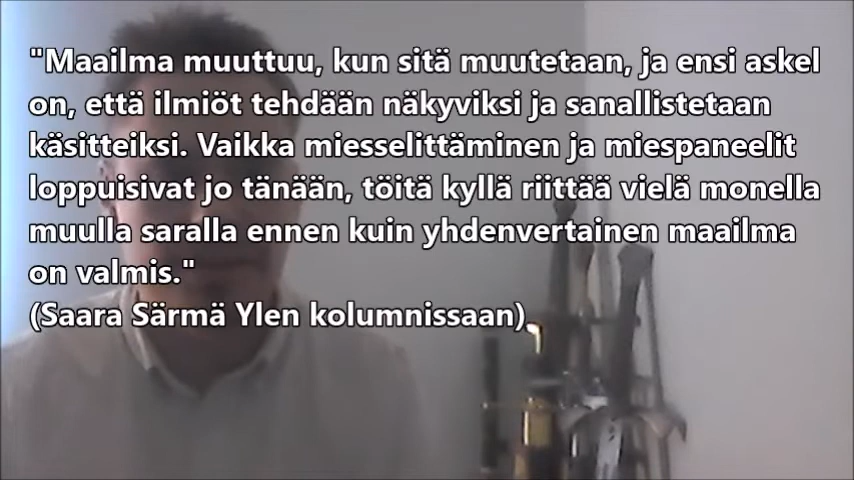 "Maailma muuttuu, kun sitä muutetaan, ja ensi askel
on, että ilmiöt tehdään näkyviksi ja sanallistetaan
käsitteiksi. Vaikka miesselittäminen ja miespaneelit
loppuisivat jo tänään, töitä kyllä riittää vielä monella
muulla saralla ennen kuin yhdenvertainen maailma
on valmis."
(Saara Särmä Ylen kolumnissaan)